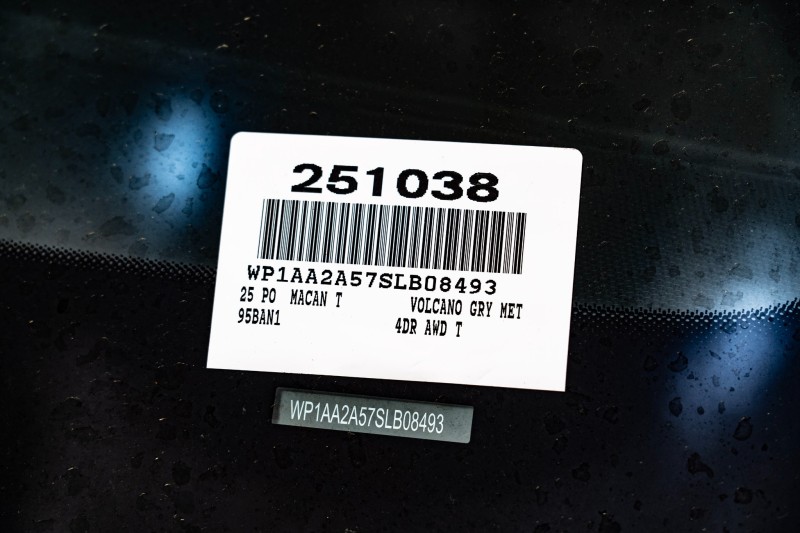 251038
WP1AA2A57SLB08493
25 PO MACAN T VOLCANO GRY MET
95BAN1 4DR AWD T
WP1AA2A57SLB08493